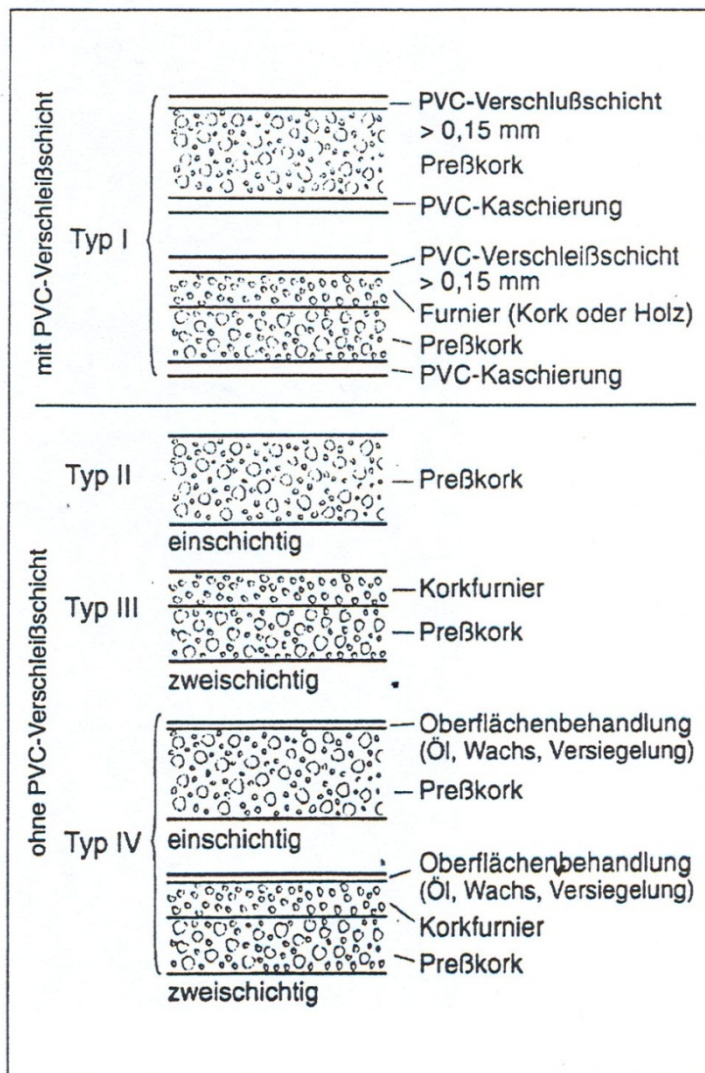 mit PVC-Verschleißschicht
Typ I
PVC-Verschlußschicht
> 0,15 mm
Preßkork
PVC-Kaschierung
PVC-Verschleißschicht
> 0,15 mm
Furnier (Kork oder Holz)
Preßkork
PVC-Kaschierung
ohne PVC-Verschleißschicht
Typ II
Preßkork
einschichtig
Typ III
Korkfurnier
Preßkork
zweischichtig
Typ IV
Oberflächenbehandlung
(Öl, Wachs, Versiegelung)
Preßkork
einschichtig
Oberflächenbehandlung
(Öl, Wachs, Versiegelung)
Korkfurnier
Preßkork
zweischichtig